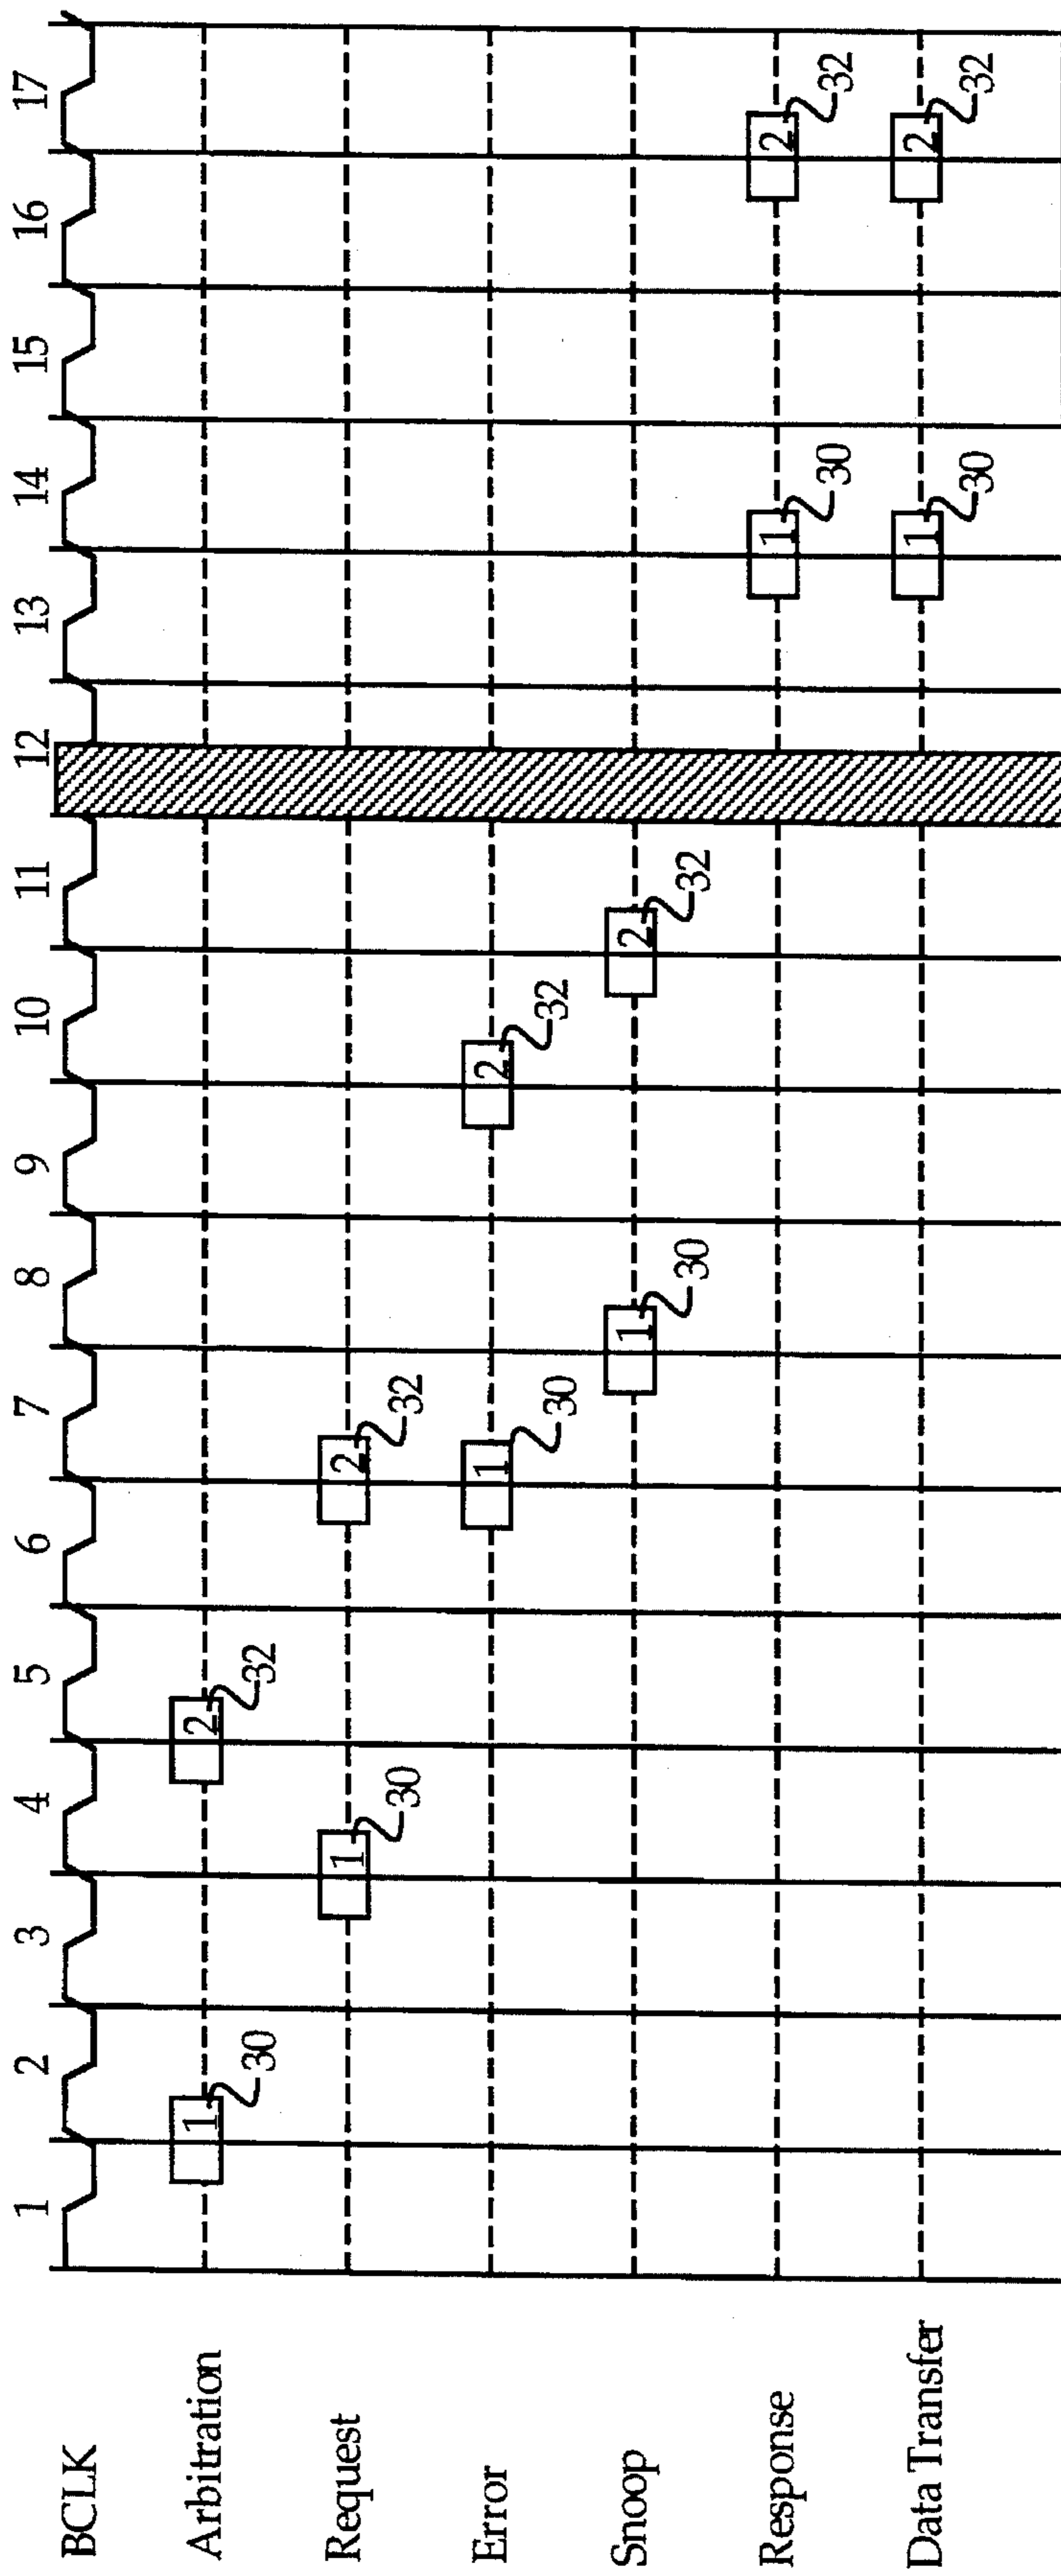 1 2 3 4 5 6 7 8 9 10 11 12 13 14 15 16 17
BCLK
Arbitration 1 30 2 32
Request 1 30 2 32
Error 1 30 2 32
Snoop 1 30 2 32
Response 1 30 2 32
Data Transfer 1 30 2 32